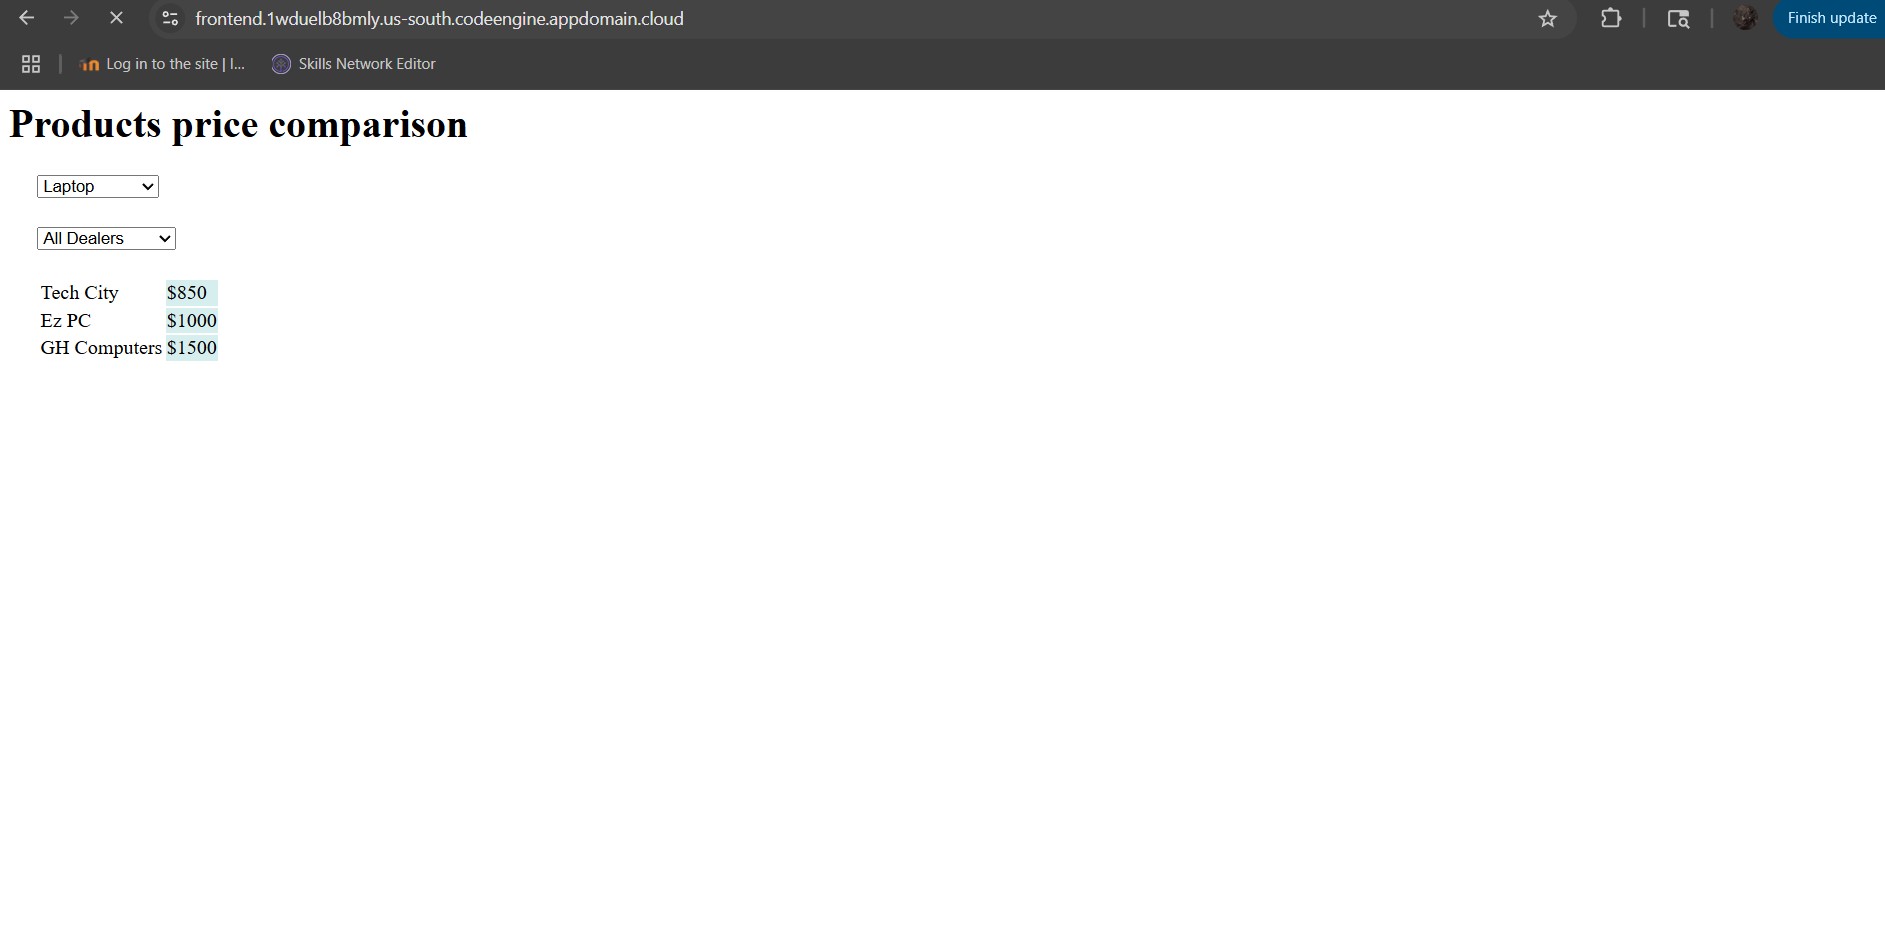 frontend.1wduelb8bmly.us-south.codeengine.appdomain.cloud
Finish update
Log in to the site | I...
Skills Network Editor
Products price comparison
Laptop
All Dealers
Tech City $850
Ez PC $1000
GH Computers $1500